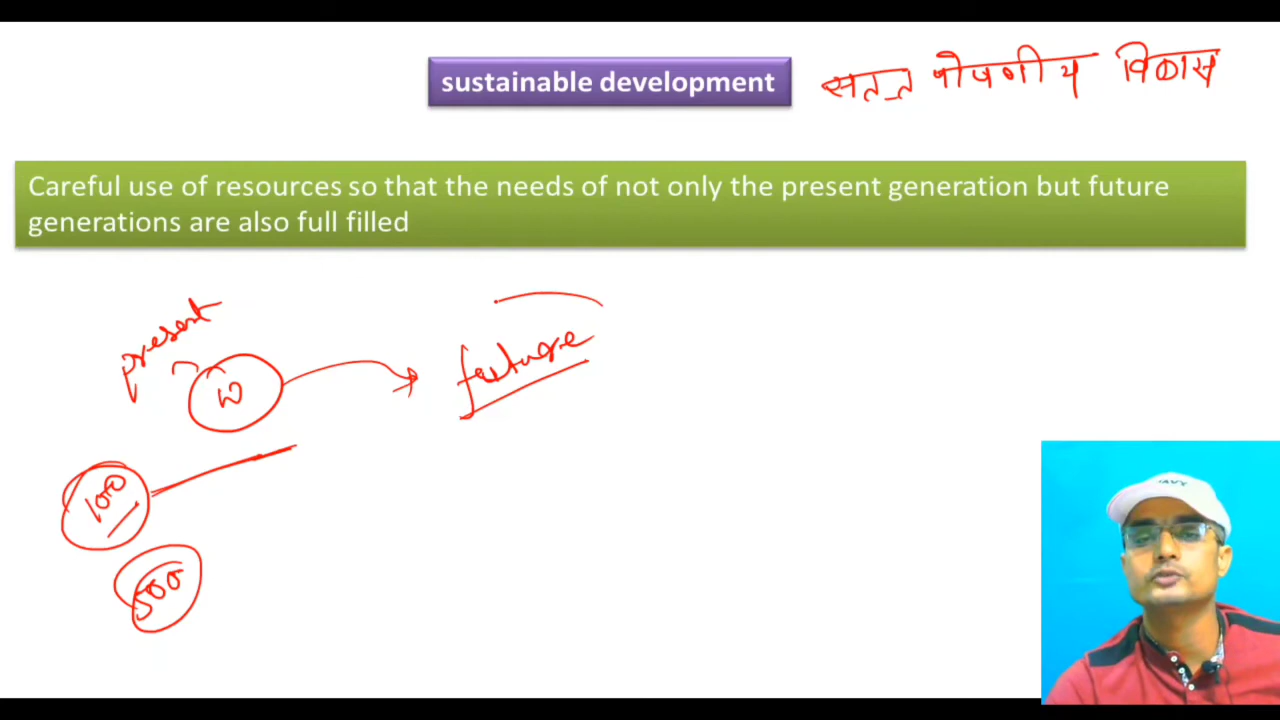 sustainable development
सतत पोषणीय विकास
Careful use of resources so that the needs of not only the present generation but future
generations are also full filled
present
future
W
100
500
NAVY